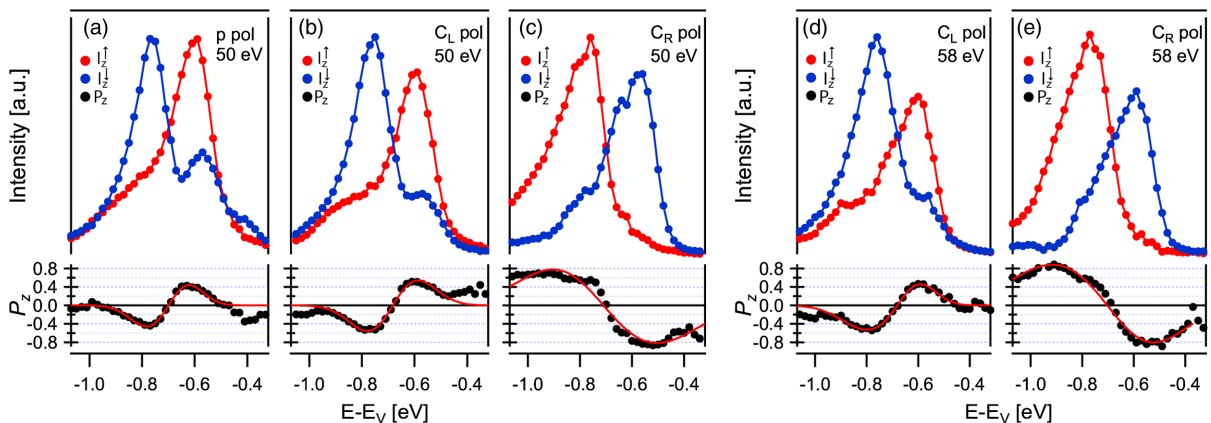 (a) p pol
50 eV
I_z^↑
I_z^↓
P_z
(b) C_L pol
50 eV
I_z^↑
I_z^↓
P_z
(c) C_R pol
50 eV
I_z^↑
I_z^↓
P_z
(d) C_L pol
58 eV
I_z^↑
I_z^↓
P_z
(e) C_R pol
58 eV
I_z^↑
I_z^↓
P_z
Intensity [a.u.]
Intensity [a.u.]
P_z
0.8
0.4
0.0
-0.4
-0.8
0.8
0.4
0.0
-0.4
-0.8
-1.0 -0.8 -0.6 -0.4
-1.0 -0.8 -0.6 -0.4
-1.0 -0.8 -0.6 -0.4
-1.0 -0.8 -0.6 -0.4
-1.0 -0.8 -0.6 -0.4
E-E_V [eV]
E-E_V [eV]